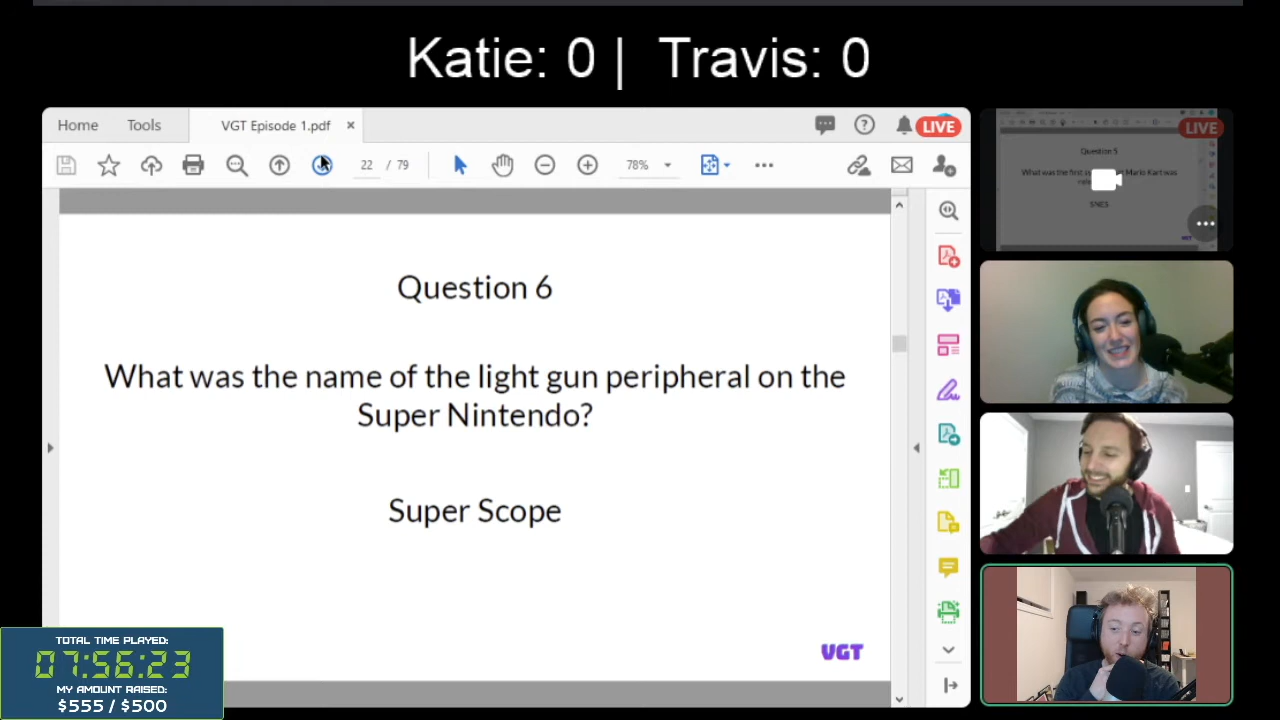 Katie: 0 | Travis: 0
Home Tools VGT Episode 1.pdf LIVE
22 / 79 78%
LIVE
Question 5
SNES
VGT
Question 6
What was the name of the light gun peripheral on the
Super Nintendo?
Super Scope
VGT
TOTAL TIME PLAYED:
07:56:23
MY AMOUNT RAISED:
$555 / $500